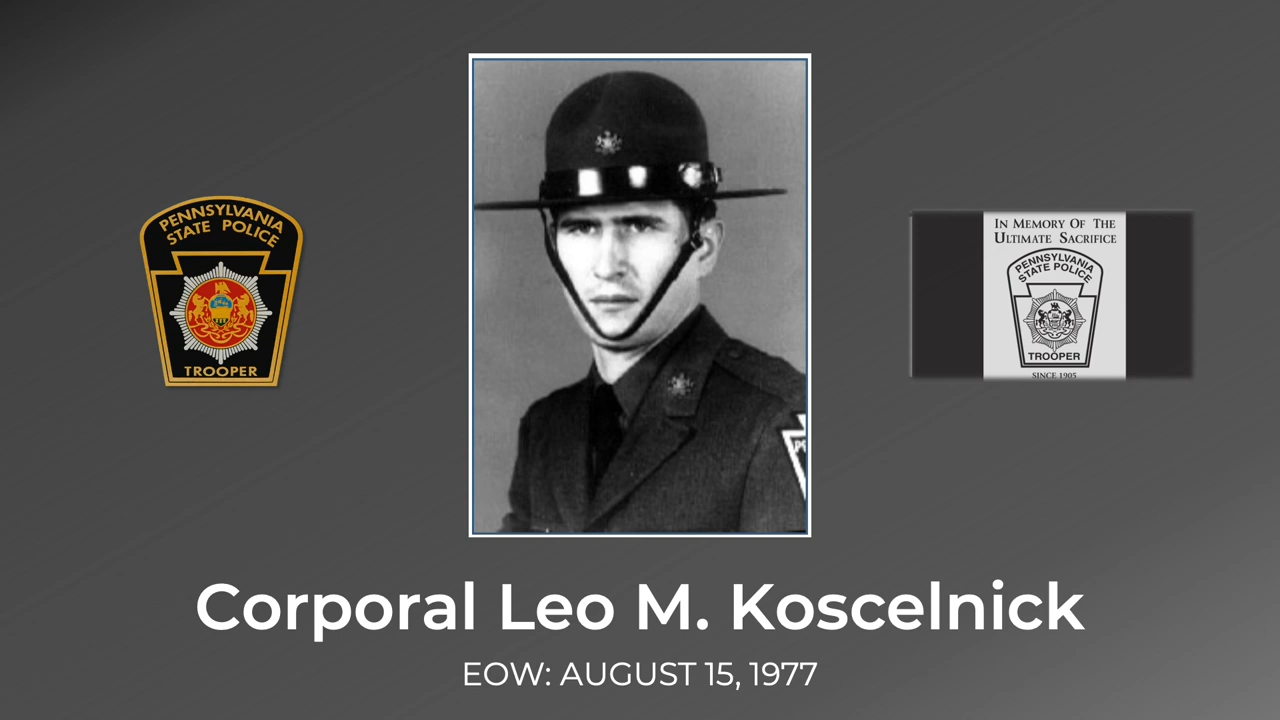 PENNSYLVANIA
STATE POLICE
TROOPER
IN MEMORY OF THE
ULTIMATE SACRIFICE
PENNSYLVANIA
STATE POLICE
TROOPER
SINCE 1905
Corporal Leo M. Koscelnick
EOW: AUGUST 15, 1977